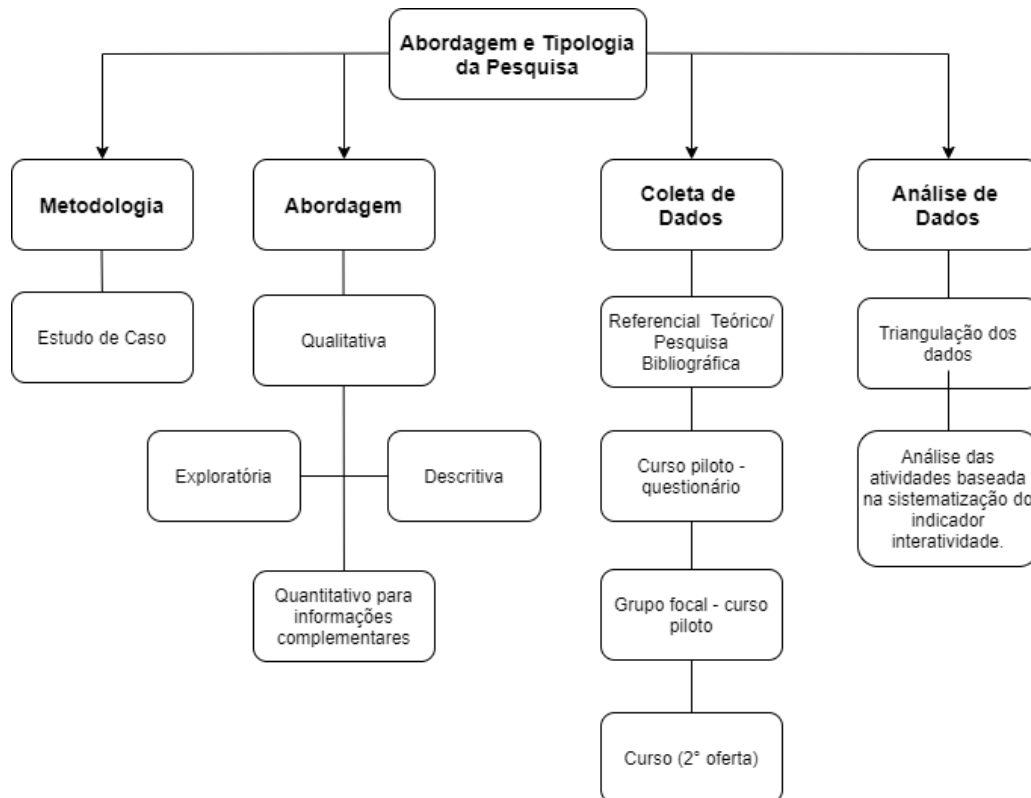 Abordagem e Tipologia
da Pesquisa
Metodologia
Abordagem
Coleta de
Dados
Análise de
Dados
Estudo de Caso
Qualitativa
Referencial Teórico/
Pesquisa
Bibliográfica
Triangulação dos
dados
Exploratória
Descritiva
Curso piloto -
questionário
Análise das
atividades baseada
na sistematização do
indicador
interatividade.
Quantitativo para
informações
complementares
Grupo focal - curso
piloto
Curso (2° oferta)